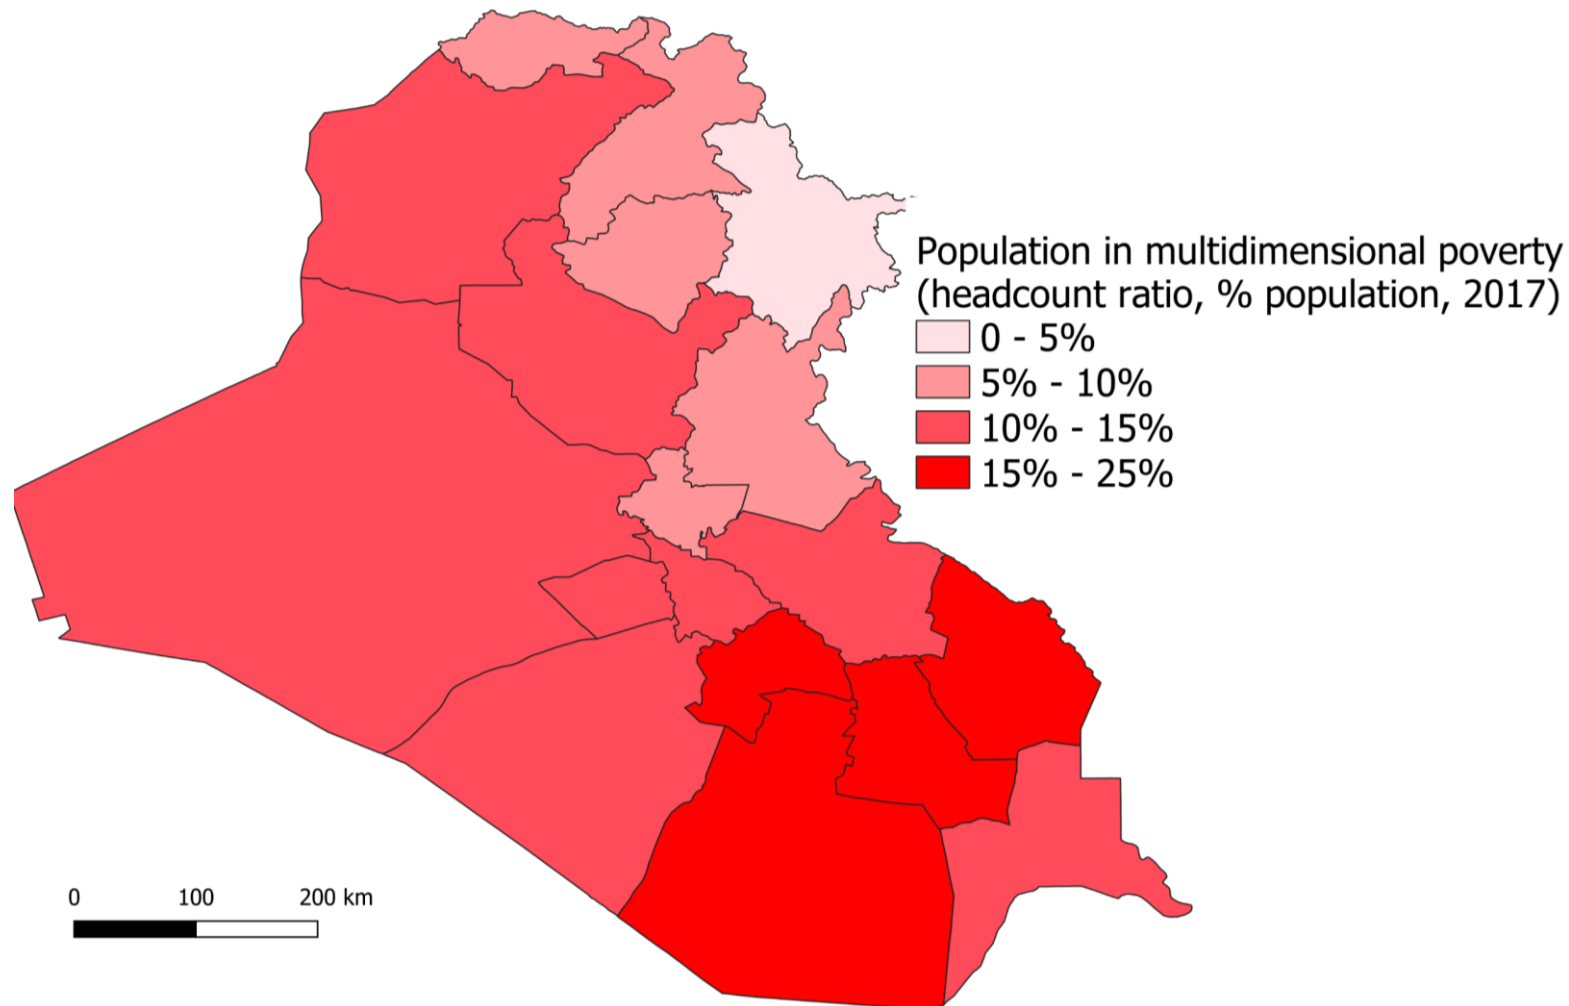 Population in multidimensional poverty
(headcount ratio, % population, 2017)
0 - 5%
5% - 10%
10% - 15%
15% - 25%
0 100 200 km